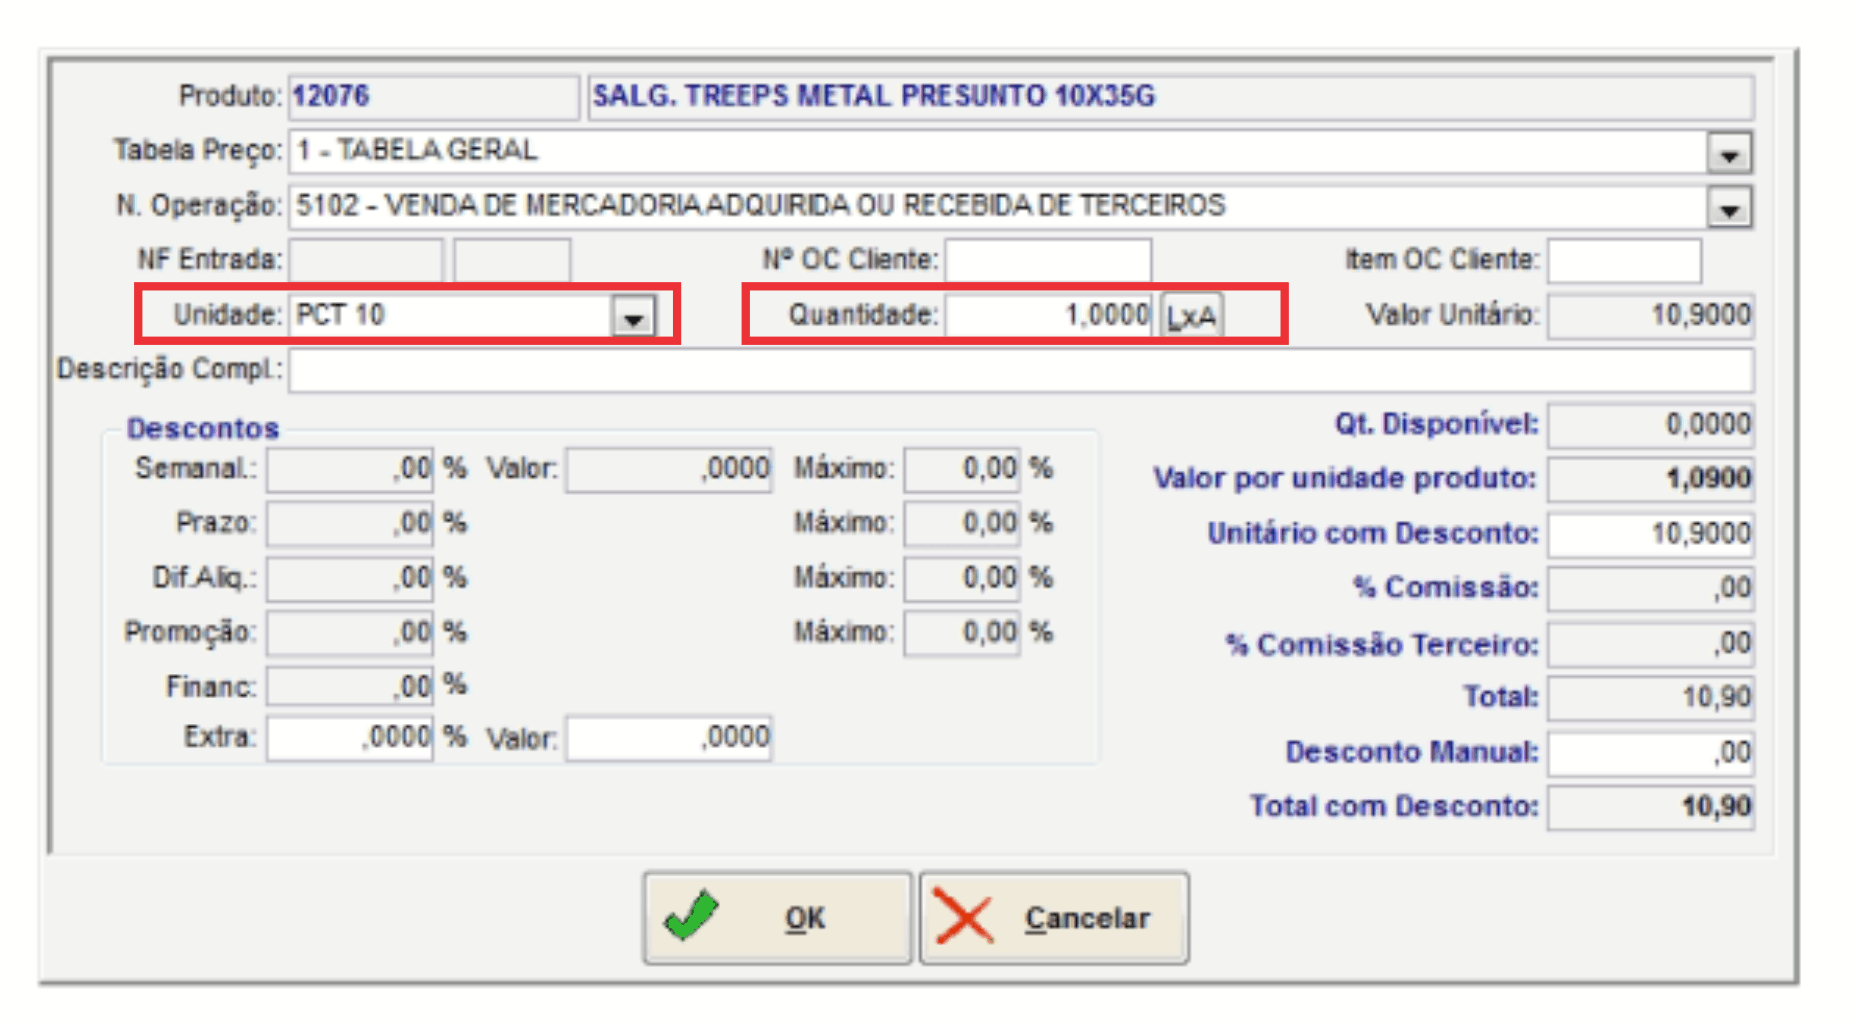 Produto: 12076 SALG. TREEPS METAL PRESUNTO 10X35G
Tabela Preço: 1 - TABELA GERAL
N. Operação: 5102 - VENDA DE MERCADORIA ADQUIRIDA OU RECEBIDA DE TERCEIROS
NF Entrada: Nº OC Cliente: Item OC Cliente:
Unidade: PCT 10 Quantidade: 1,0000 LxA Valor Unitário: 10,9000
Descrição Compl.:
Descontos
Semanal.: ,00 % Valor: ,0000 Máximo: 0,00 %
Prazo: ,00 % Máximo: 0,00 %
Dif.Aliq.: ,00 % Máximo: 0,00 %
Promoção: ,00 % Máximo: 0,00 %
Financ: ,00 %
Extra: ,0000 % Valor: ,0000
Qt. Disponível: 0,0000
Valor por unidade produto: 1,0900
Unitário com Desconto: 10,9000
% Comissão: ,00
% Comissão Terceiro: ,00
Total: 10,90
Desconto Manual: ,00
Total com Desconto: 10,90
OK Cancelar